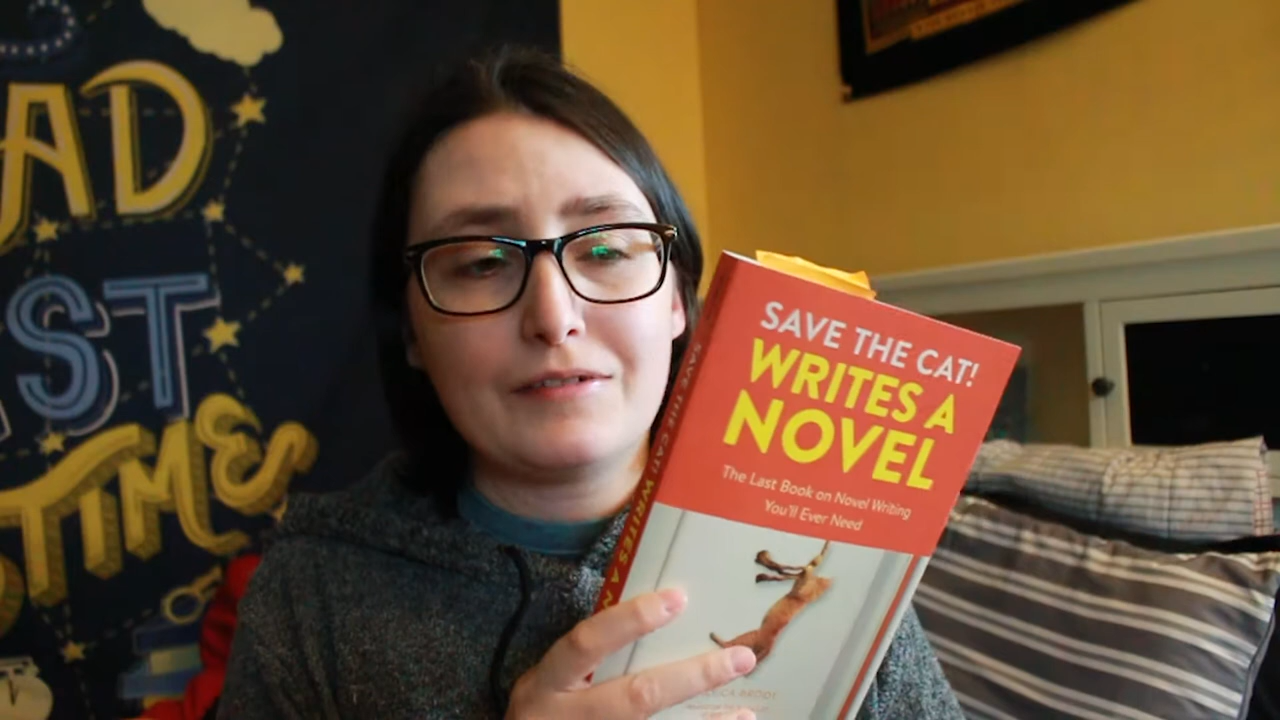 AD
ST
TIME
SAVE THE CAT!
WRITES A
NOVEL
The Last Book on Novel Writing
You'll Ever Need
SAVE THE CAT! WRITES A N